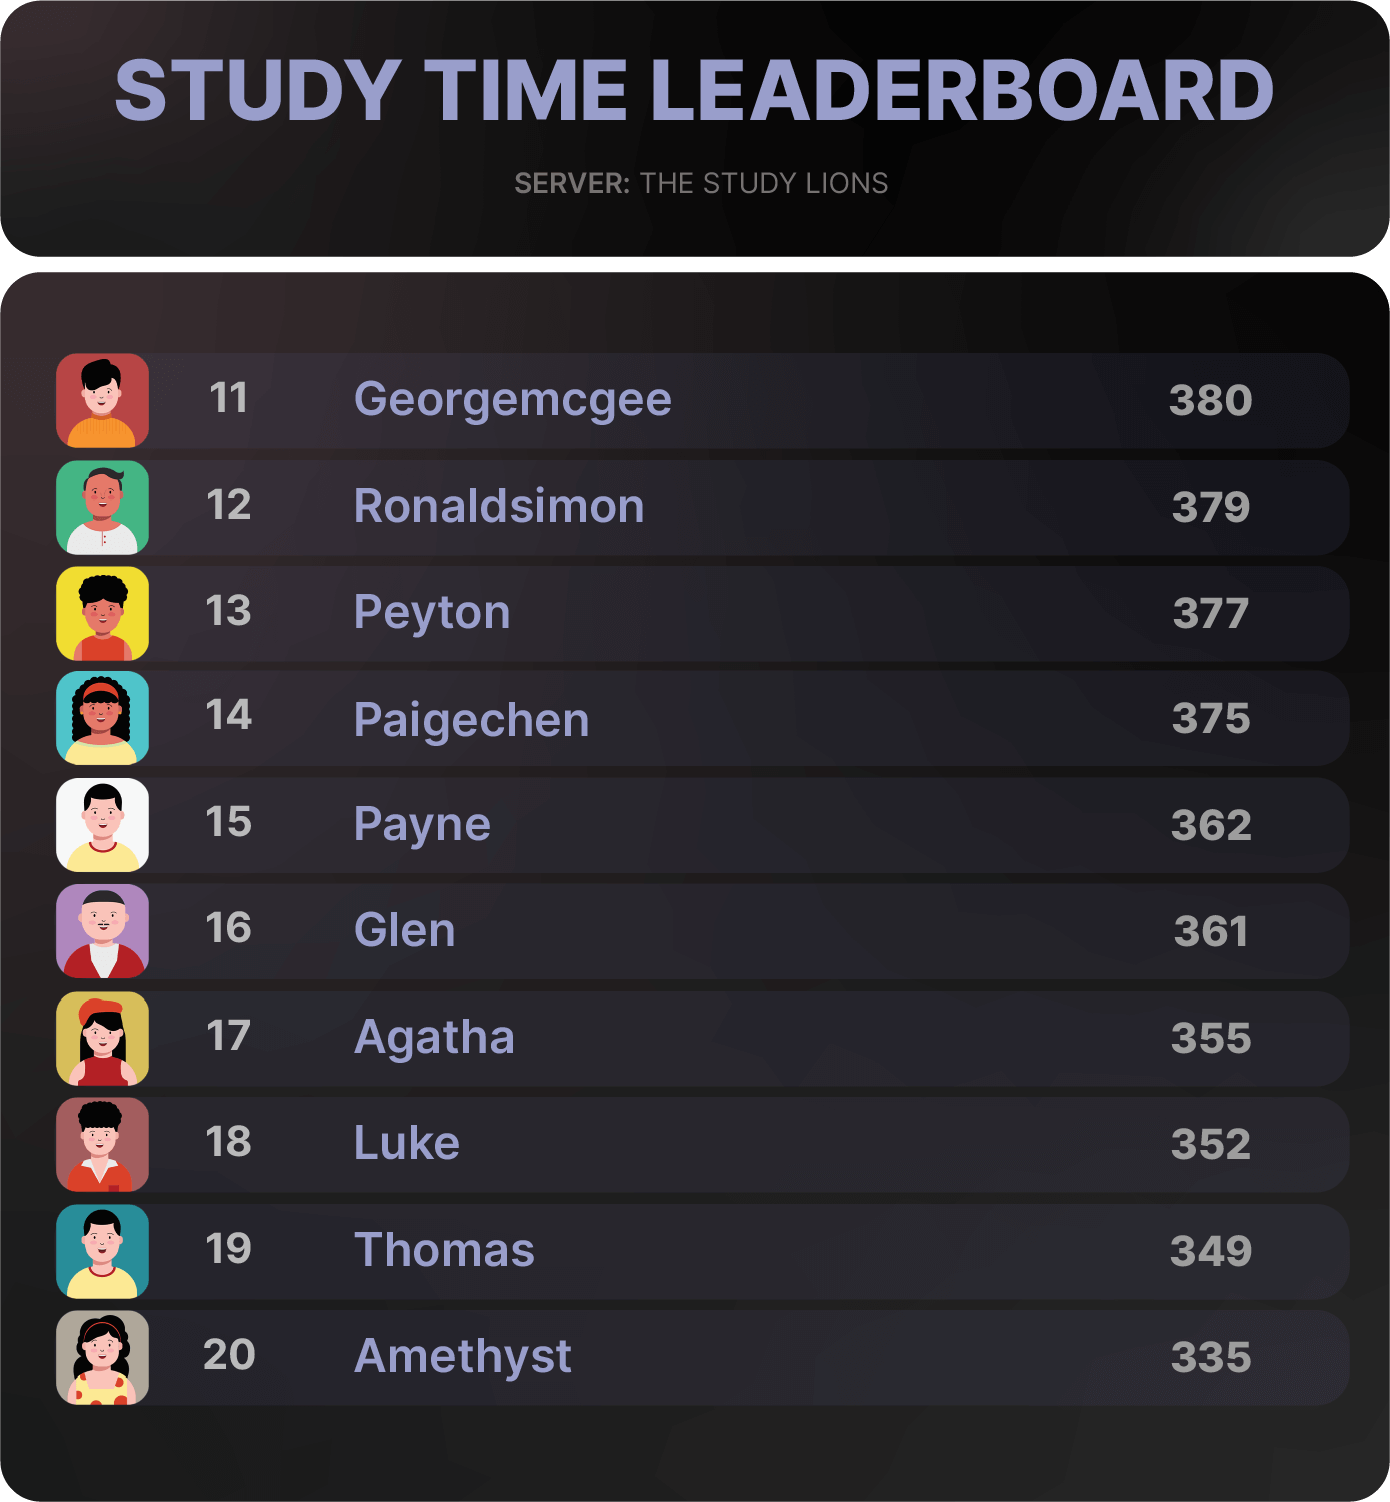 STUDY TIME LEADERBOARD
SERVER: THE STUDY LIONS
11 Georgemcgee 380
12 Ronaldsimon 379
13 Peyton 377
14 Paigechen 375
15 Payne 362
16 Glen 361
17 Agatha 355
18 Luke 352
19 Thomas 349
20 Amethyst 335